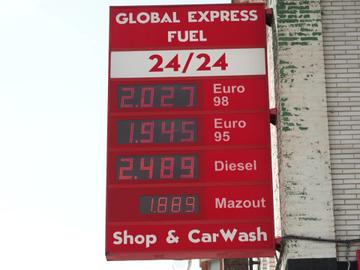 GLOBAL EXPRESS
FUEL
24/24
2.027 Euro
98
1.945 Euro
95
2.489 Diesel
1.889 Mazout
Shop & CarWash